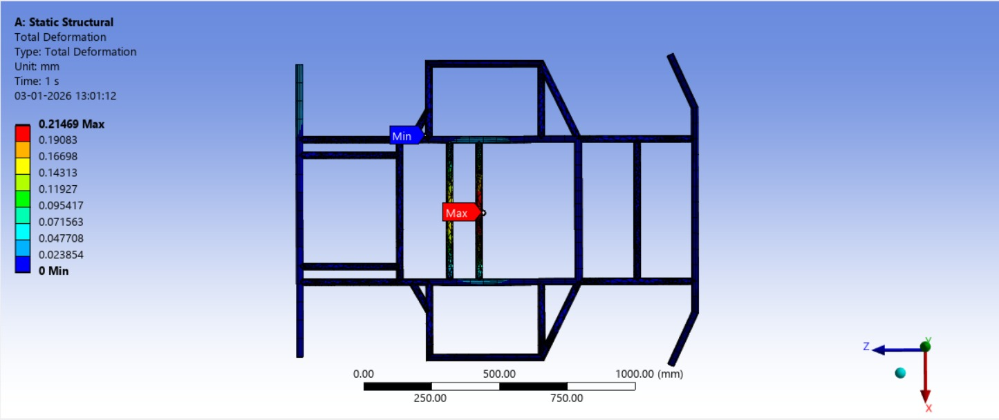 A: Static Structural
Total Deformation
Type: Total Deformation
Unit: mm
Time: 1 s
03-01-2026 13:01:12
0.21469 Max
0.19083
0.16698
0.14313
0.11927
0.095417
0.071563
0.047708
0.023854
0 Min
Min
Max
0.00 500.00 1000.00 (mm)
250.00 750.00
Y
Z
X